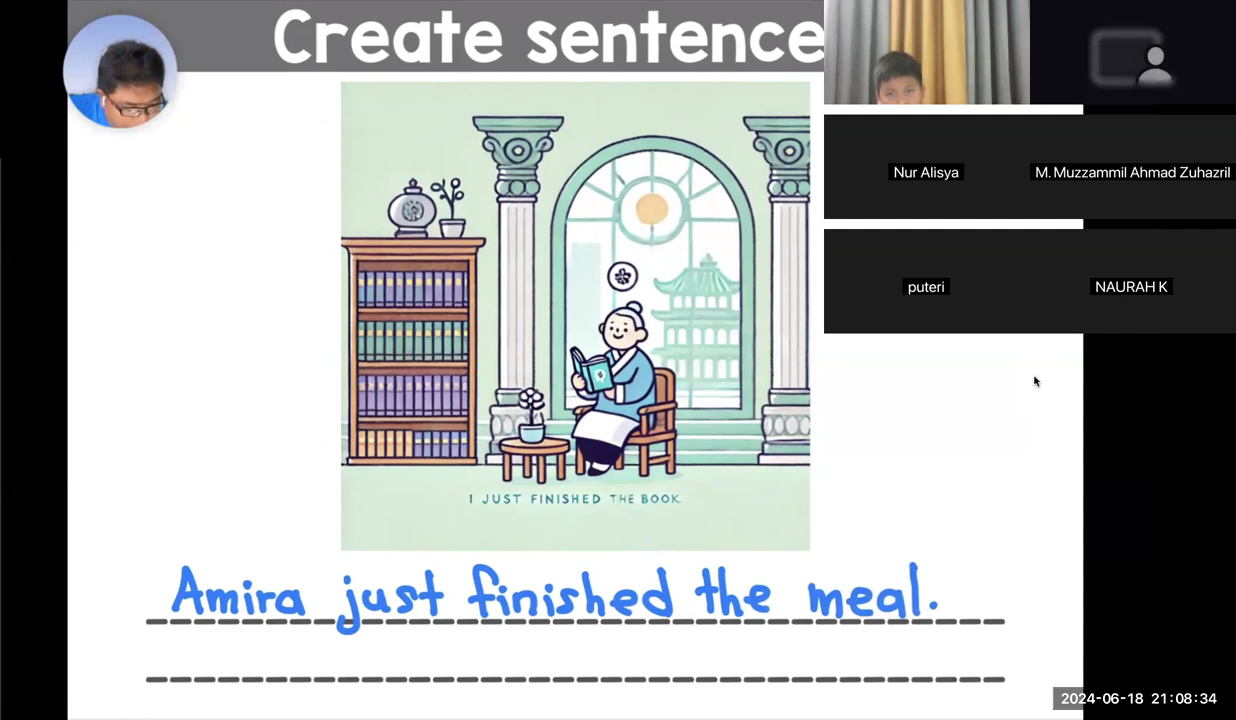 Create sentence
Nur Alisya
M. Muzzammil Ahmad Zuhazril
puteri
NAURAH K
I JUST FINISHED THE BOOK.
Amira just finished the meal.
2024-06-18 21:08:34